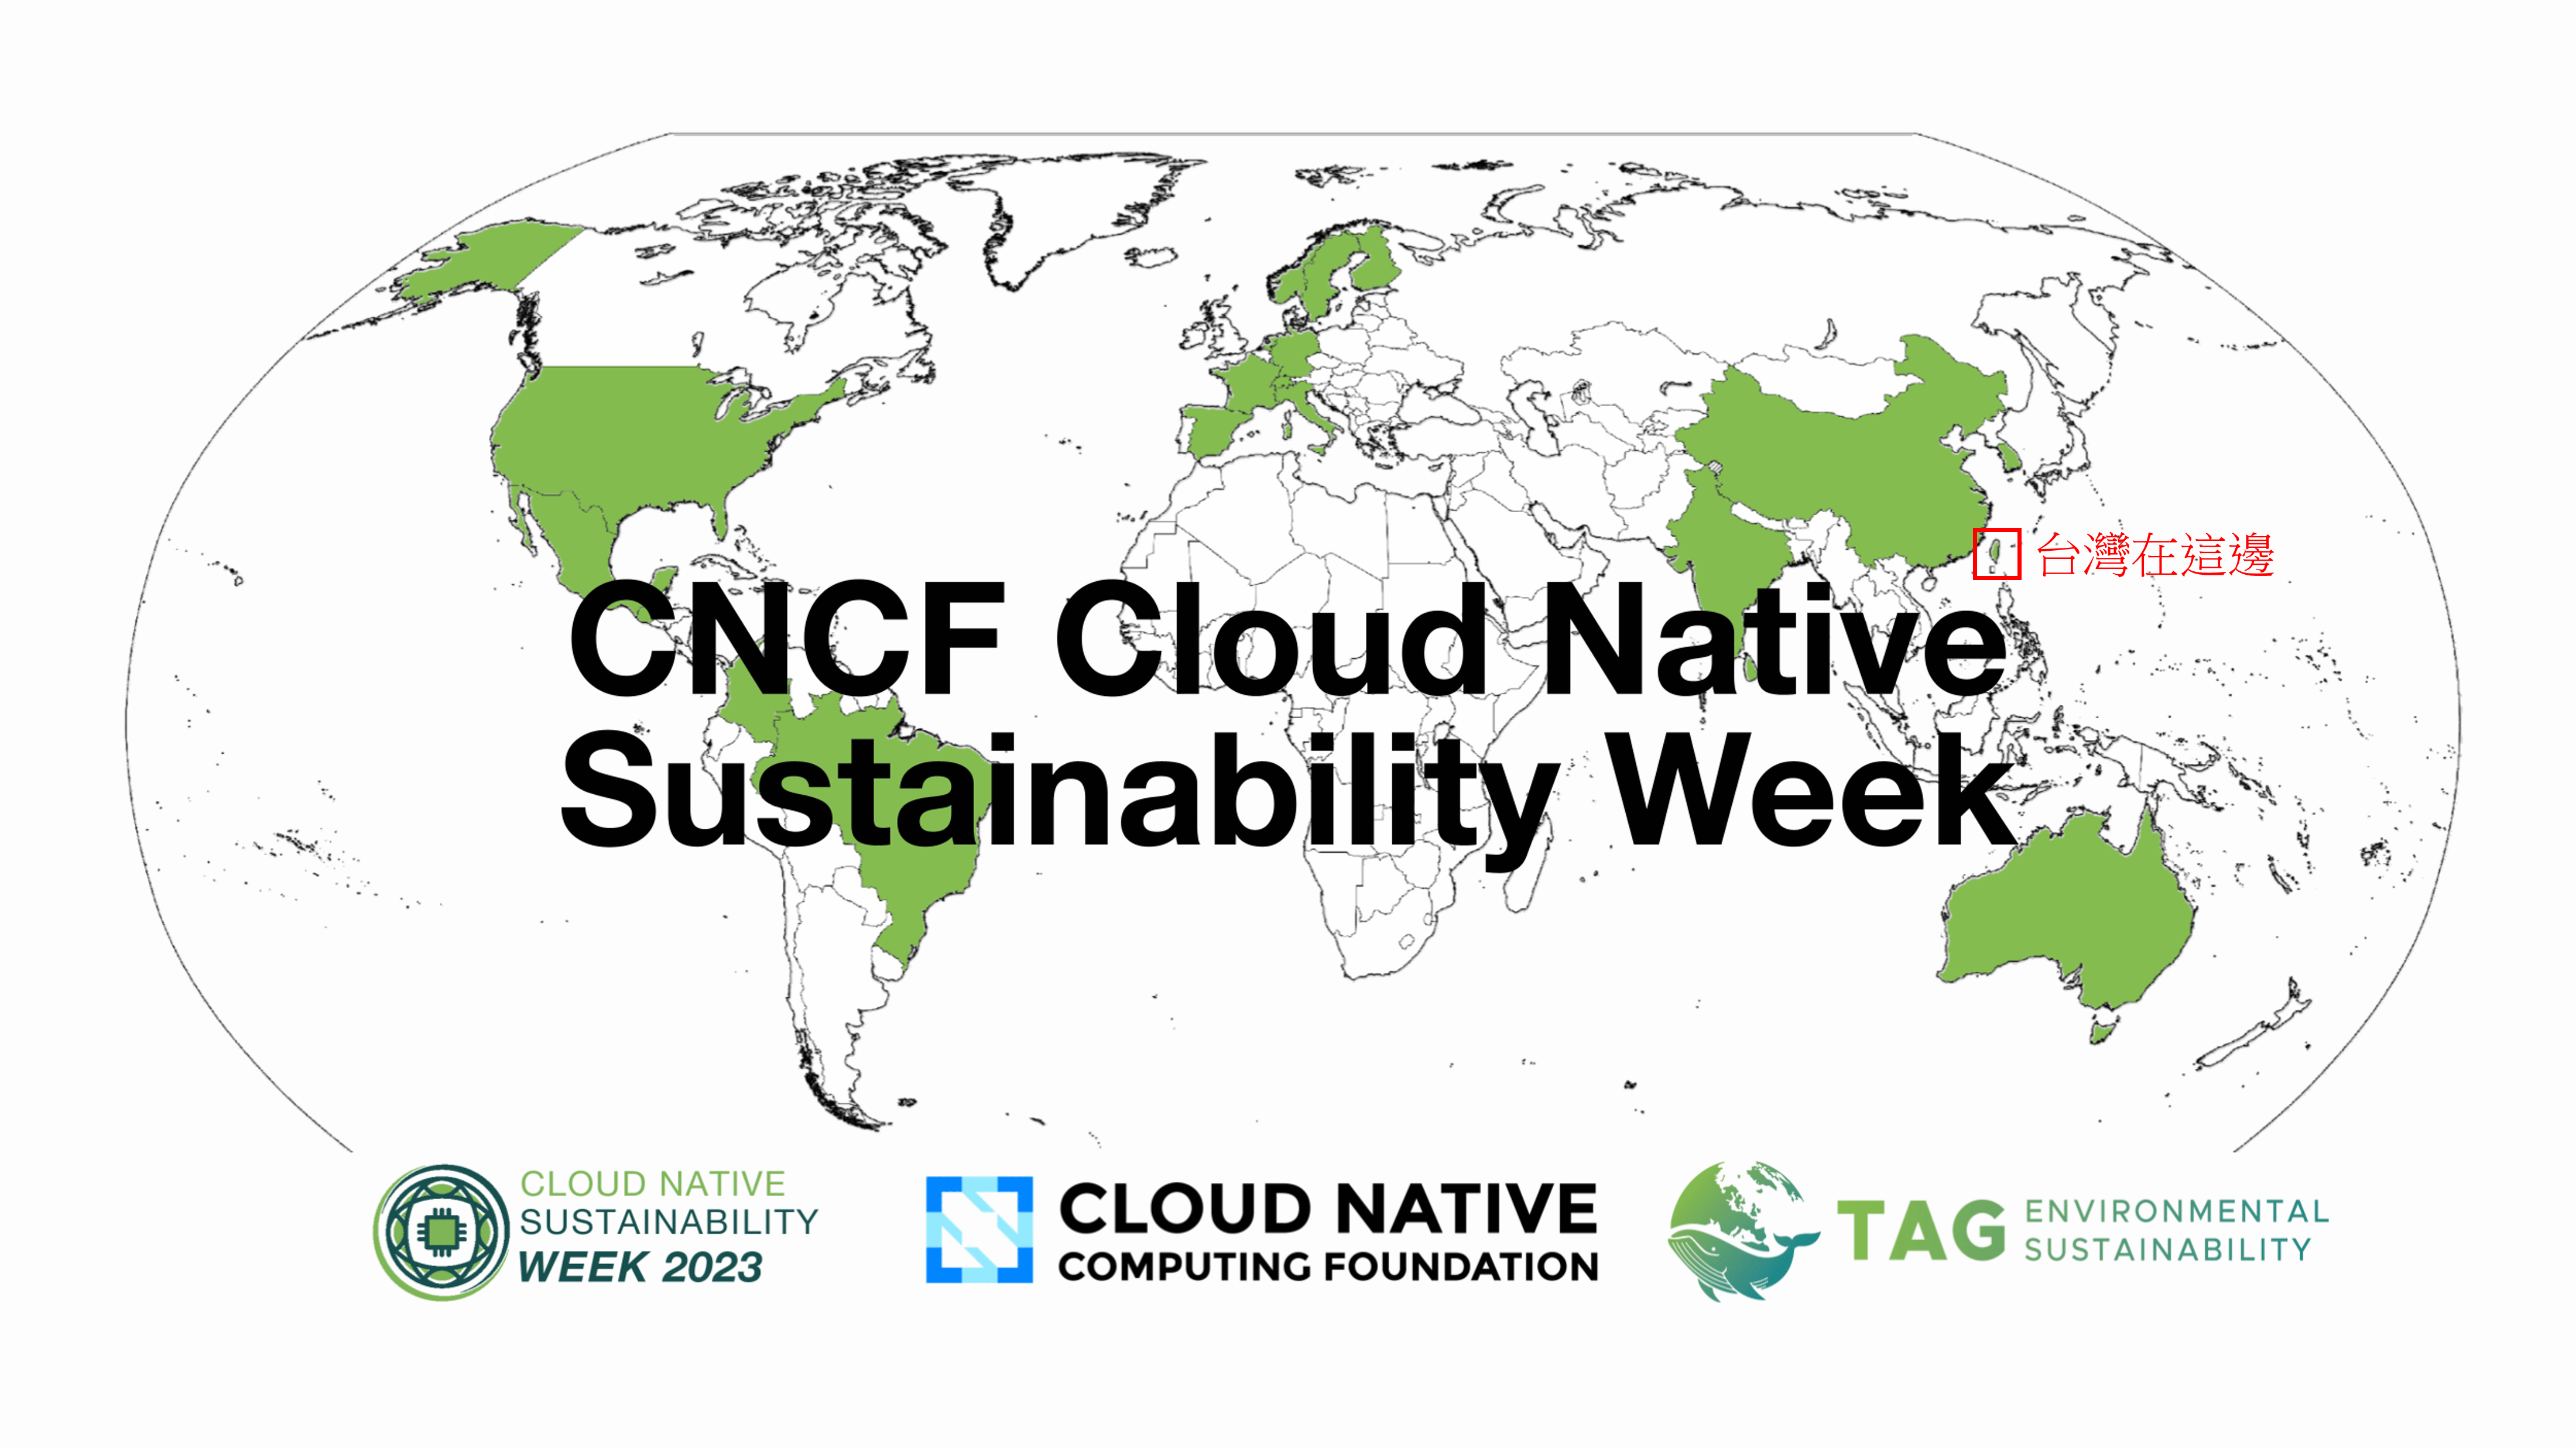 台灣在這邊
CNCF Cloud Native
Sustainability Week
CLOUD NATIVE
SUSTAINABILITY
WEEK 2023
CLOUD NATIVE
COMPUTING FOUNDATION
TAG
ENVIRONMENTAL
SUSTAINABILITY